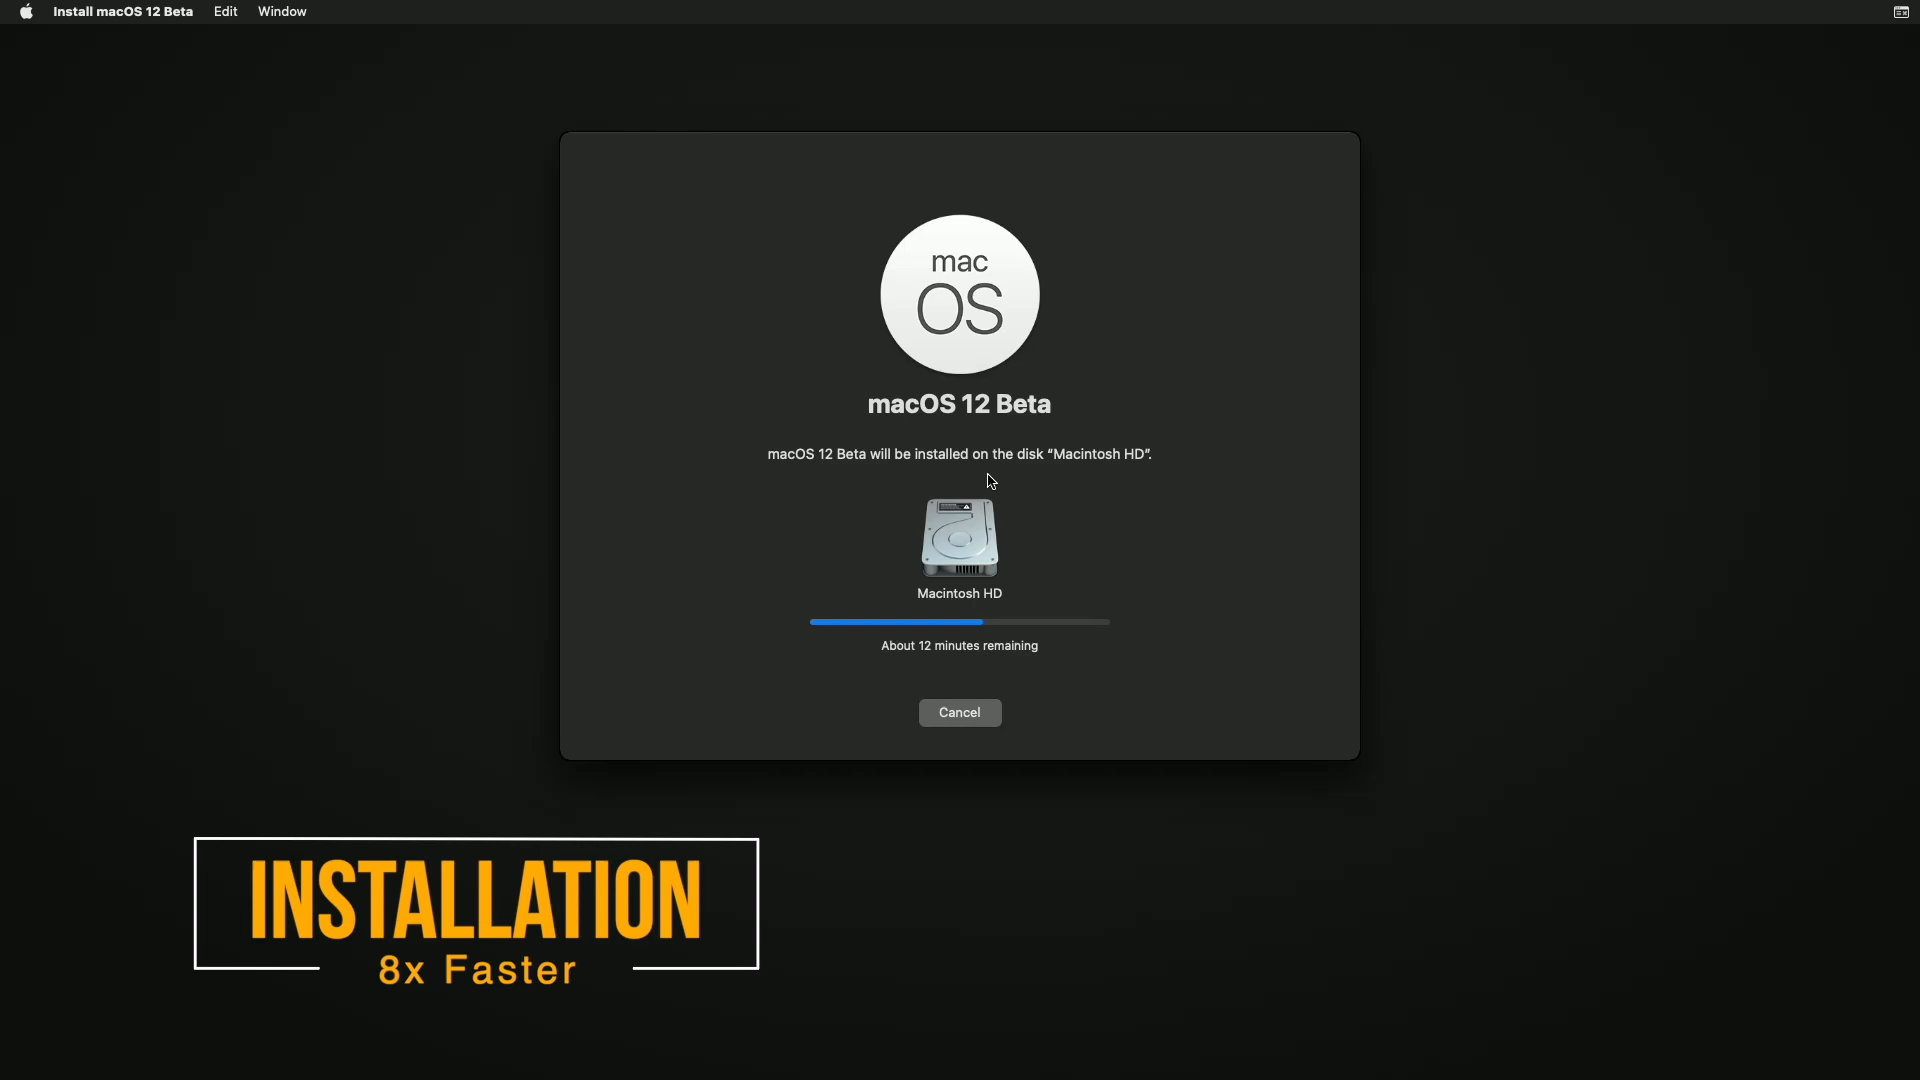 Install macOS 12 Beta Edit Window
mac
OS
macOS 12 Beta
macOS 12 Beta will be installed on the disk “Macintosh HD”.
Macintosh HD
About 12 minutes remaining
Cancel
INSTALLATION
8x Faster